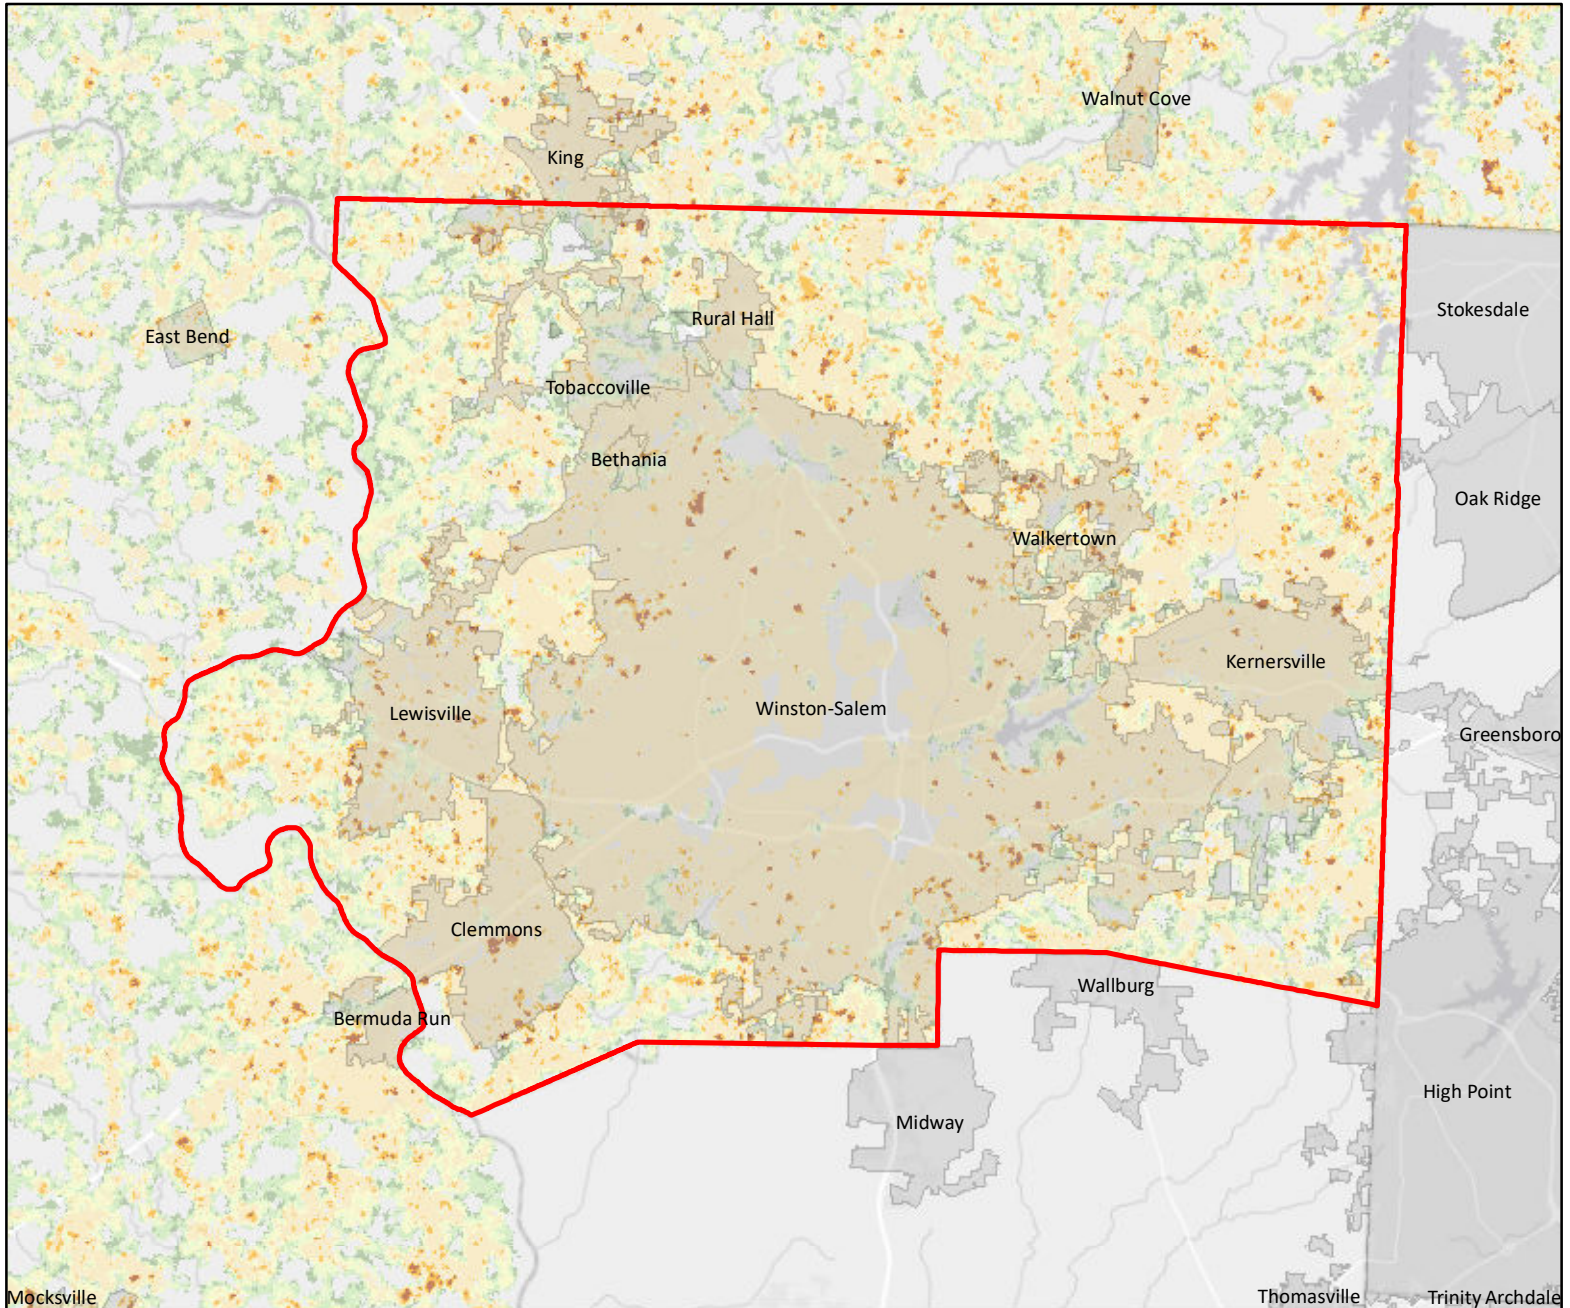 Walnut Cove
King
Stokesdale
East Bend
Rural Hall
Tobaccoville
Bethania
Oak Ridge
Walkertown
Kernersville
Lewisville
Winston-Salem
Greensboro
Clemmons
Wallburg
Bermuda Run
High Point
Midway
Mocksville
Thomasville
Trinity Archdale